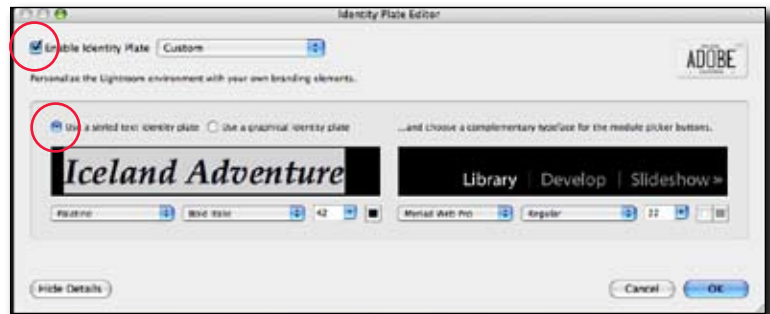 Identity Plate Editor
Enable Identity Plate Custom
ADOBE
Personalize the Lightroom environment with your own branding elements.
Use a styled text identity plate Use a graphical identity plate ...and choose a complementary typeface for the module picker buttons.
Iceland Adventure Library | Develop | Slideshow »
Palatino Bold Italic 42 Myriad Web Pro Regular 22
Hide Details Cancel OK